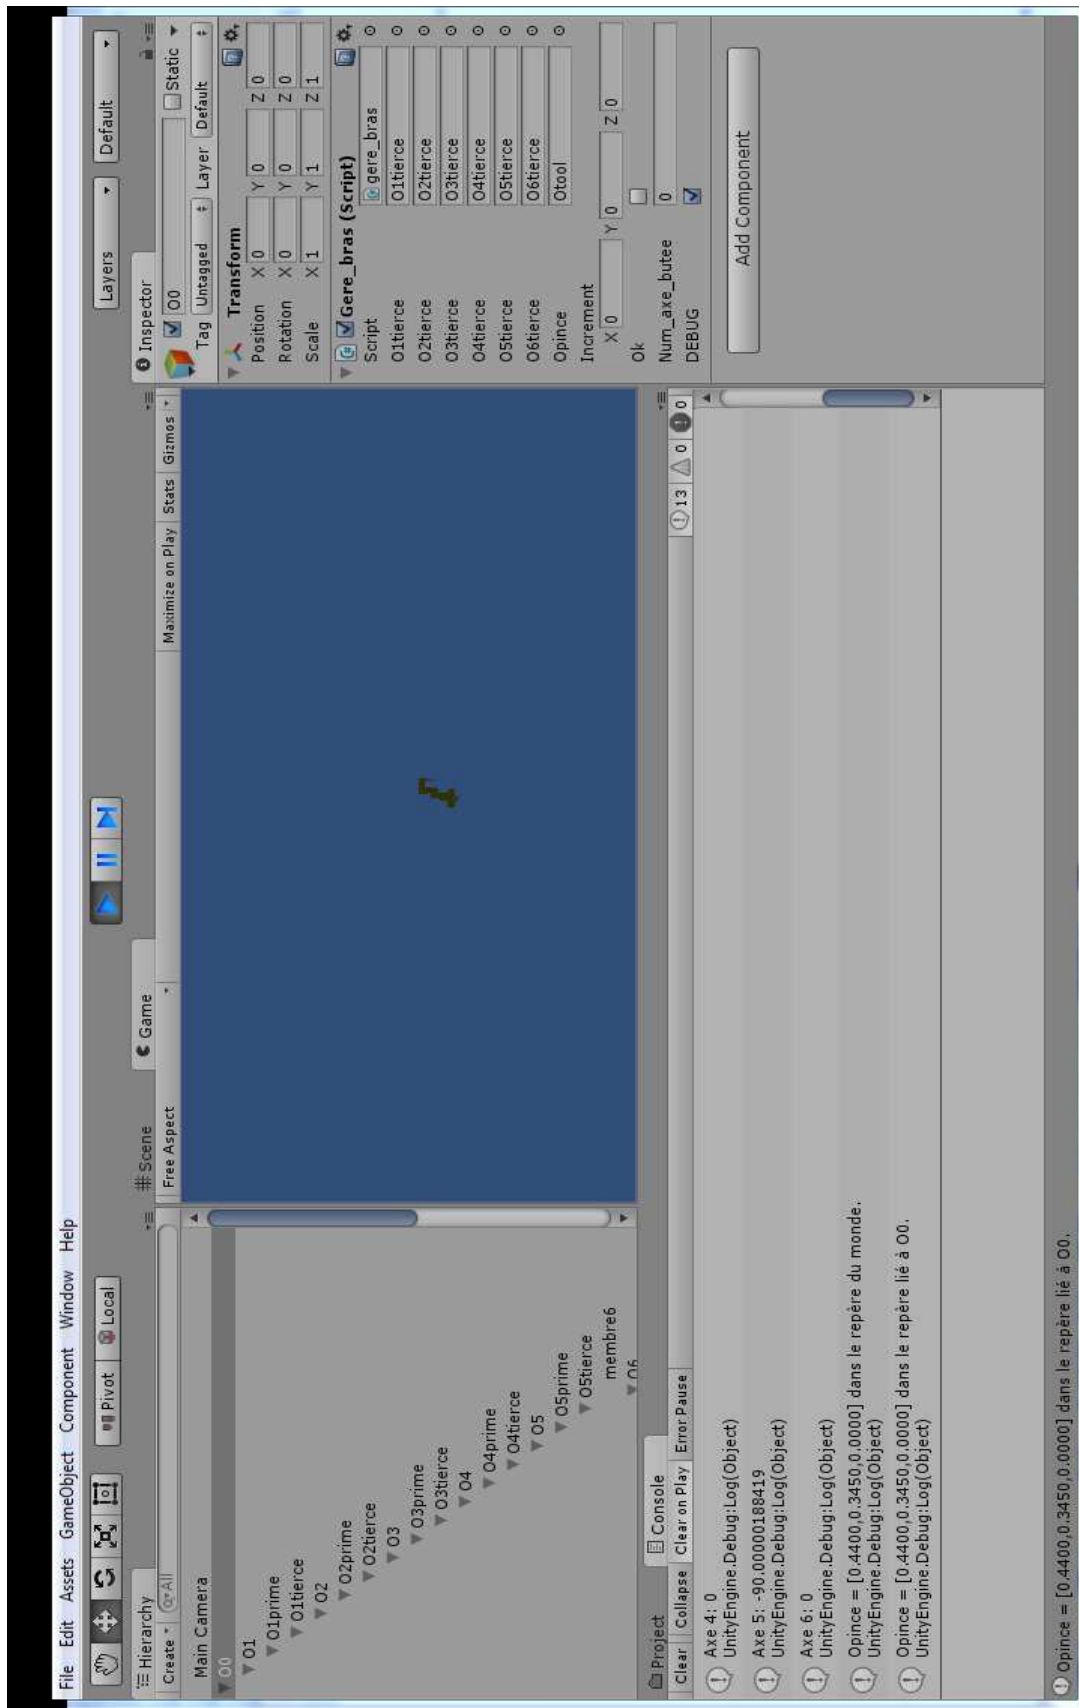 File Edit Assets GameObject Component Window Help
Pivot Local
Layers Default
Hierarchy
Create All
Main Camera
O0
O1
O1prime
O1tierce
O2
O2prime
O2tierce
O3
O3prime
O3tierce
O4
O4prime
O4tierce
O5
O5prime
O5tierce
membre6
O6
Scene Game
Free Aspect Maximize on Play Stats Gizmos
Inspector
O0 Static
Tag Untagged Layer Default
Transform
Position X 0 Y 0 Z 0
Rotation X 0 Y 0 Z 0
Scale X 1 Y 1 Z 1
Gere_bras (Script)
Script gere_bras
O1tierce O1tierce
O2tierce O2tierce
O3tierce O3tierce
O4tierce O4tierce
O5tierce O5tierce
O6tierce O6tierce
Opince Otool
Increment
X 0 Y 0 Z 0
Ok
Num_axe_butee 0
DEBUG
Add Component
Project Console
Clear Collapse Clear on Play Error Pause 13 0 0
Axe 4: 0
UnityEngine.Debug:Log(Object)
Axe 5: -90.0000188419
UnityEngine.Debug:Log(Object)
Axe 6: 0
UnityEngine.Debug:Log(Object)
Opince = [0.4400,0.3450,0.0000] dans le repère du monde.
UnityEngine.Debug:Log(Object)
Opince = [0.4400,0.3450,0.0000] dans le repère lié à O0.
UnityEngine.Debug:Log(Object)
Opince = [0.4400,0.3450,0.0000] dans le repère lié à O0.